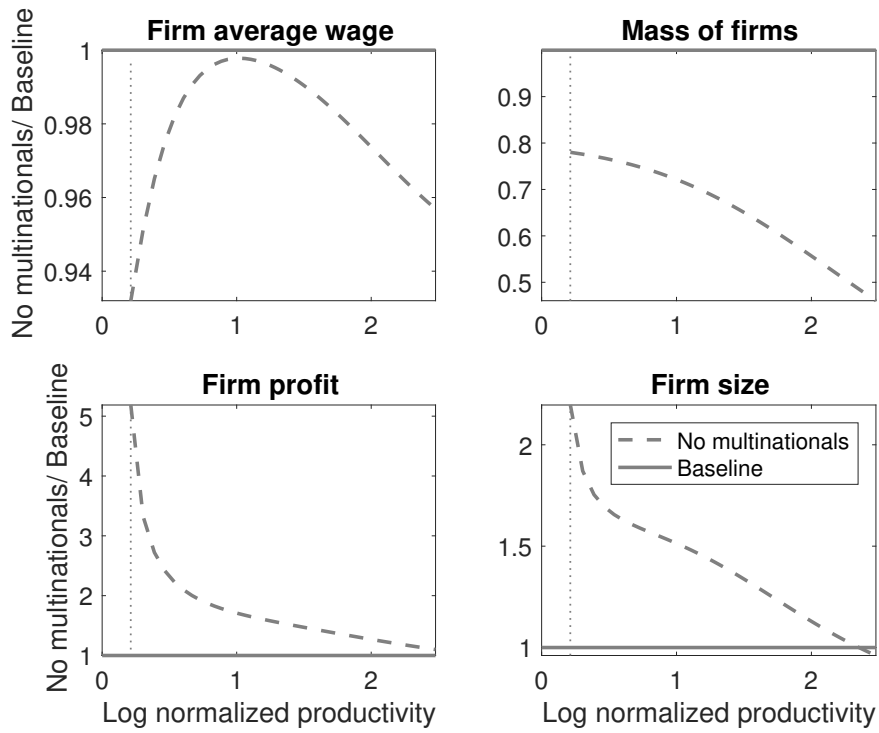 Firm average wage
No multinationals/ Baseline
1
0.98
0.96
0.94
0
1
2
Mass of firms
0.9
0.8
0.7
0.6
0.5
0
1
2
Firm profit
No multinationals/ Baseline
5
4
3
2
1
0
1
2
Log normalized productivity
Firm size
2
1.5
1
No multinationals
Baseline
0
1
2
Log normalized productivity